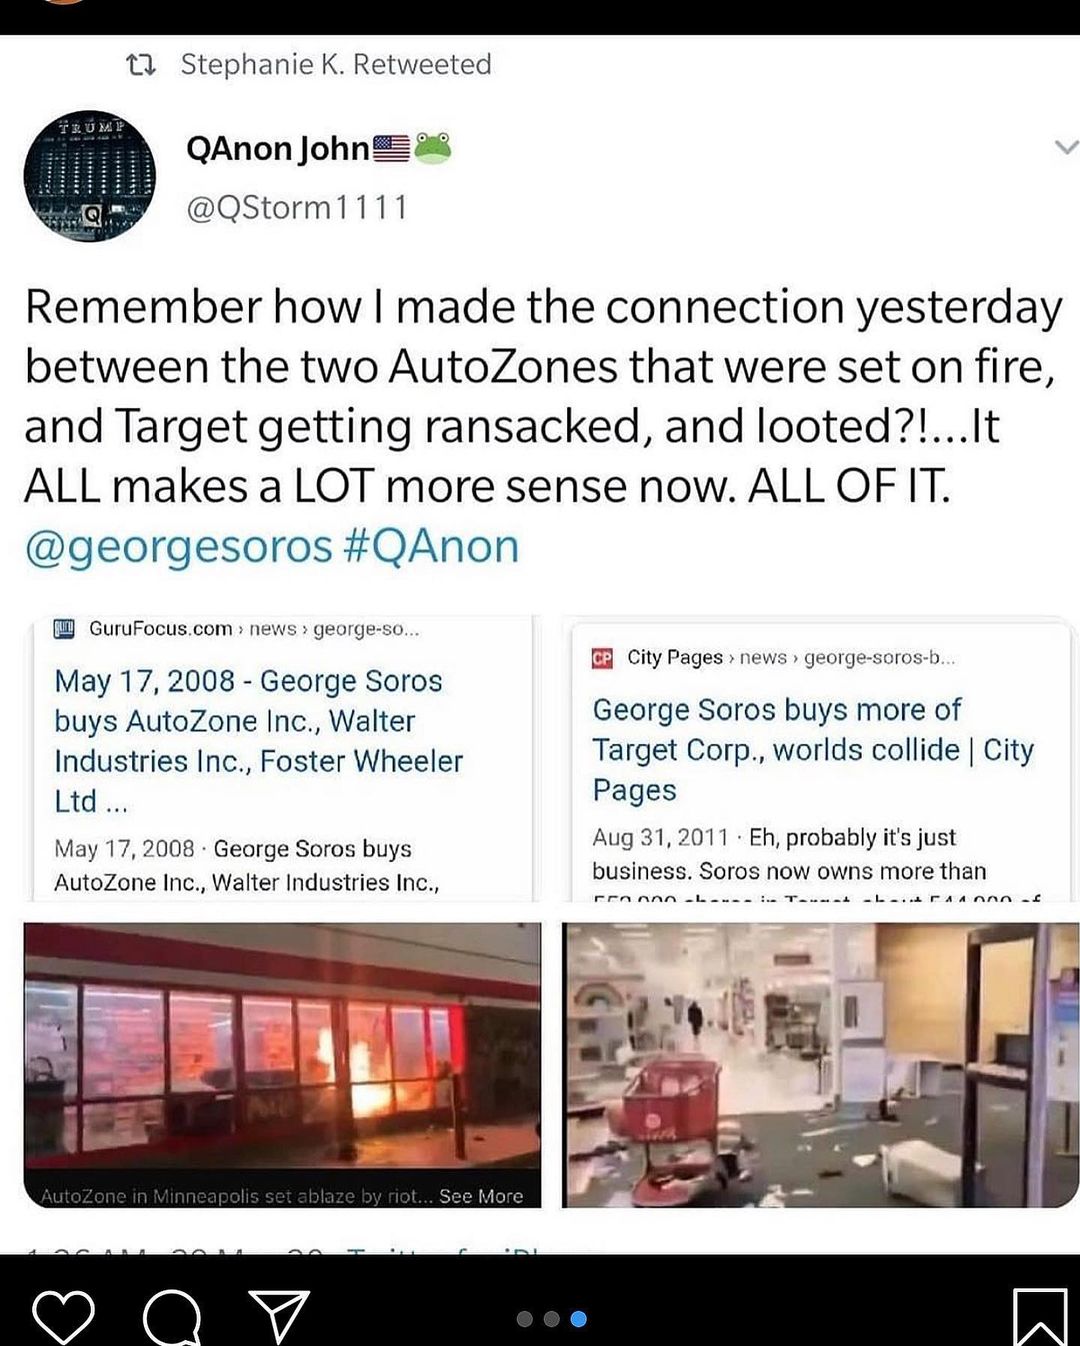 Stephanie K. Retweeted
TRUMP
Q
QAnon John🇺🇸🐸
@QStorm1111
Remember how I made the connection yesterday
between the two AutoZones that were set on fire,
and Target getting ransacked, and looted?!...It
ALL makes a LOT more sense now. ALL OF IT.
@georgesoros #QAnon
GuruFocus.com › news › george-so...
May 17, 2008 - George Soros
buys AutoZone Inc., Walter
Industries Inc., Foster Wheeler
Ltd ...
May 17, 2008 · George Soros buys
AutoZone Inc., Walter Industries Inc.,
CP City Pages › news › george-soros-b...
George Soros buys more of
Target Corp., worlds collide | City
Pages
Aug 31, 2011 · Eh, probably it's just
business. Soros now owns more than
AutoZone in Minneapolis set ablaze by riot... See More